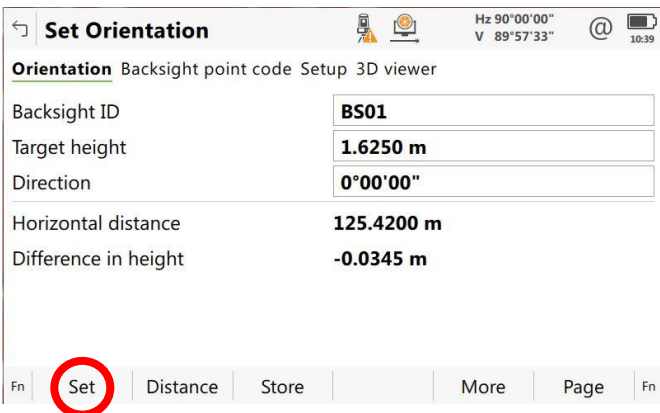 Set Orientation
Hz 90°00'00"
V 89°57'33"
@
10:39
Orientation Backsight point code Setup 3D viewer
Backsight ID BS01
Target height 1.6250 m
Direction 0°00'00"
Horizontal distance 125.4200 m
Difference in height -0.0345 m
Fn Set Distance Store More Page Fn